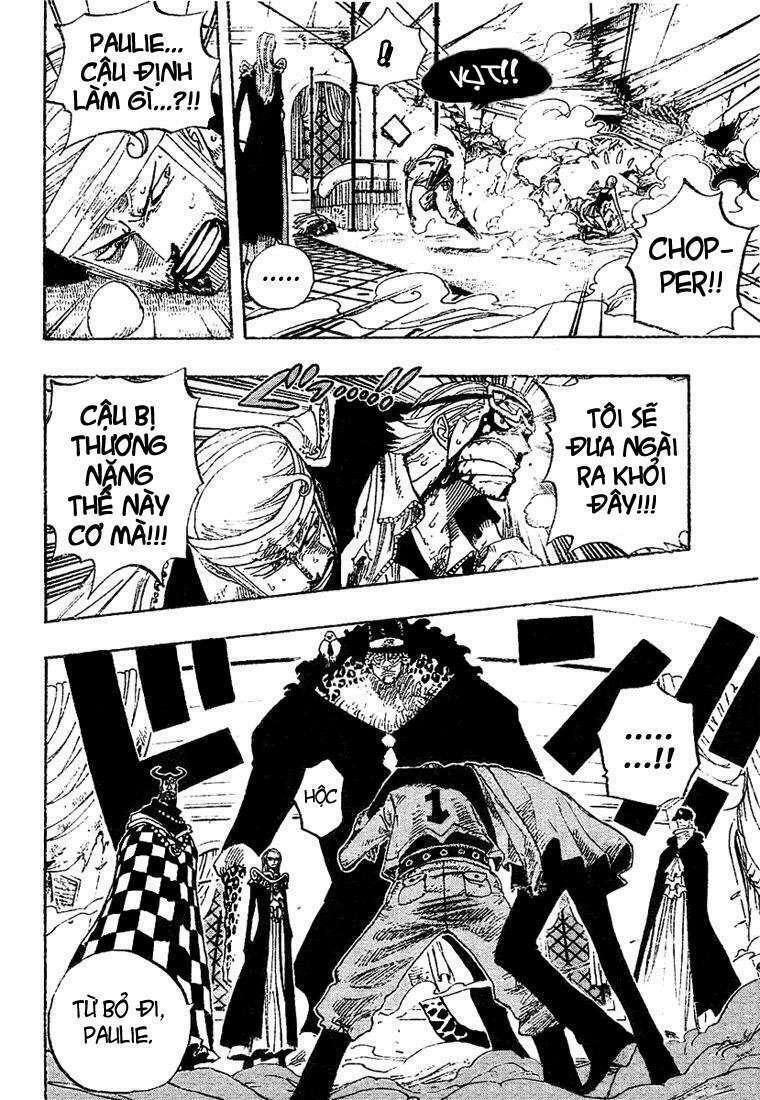 CHOP-
PER!!
VỤT!!
!
.....
PAULIE...
CẬU ĐỊNH
LÀM GÌ...?!!
TÔI SẼ
ĐƯA NGÀI
RA KHỎI
ĐÂY!!!
CẬU BỊ
THƯƠNG
NẶNG
THẾ NÀY
CƠ MÀ!!!
.....
...!!
HỘC
1
TỪ BỎ ĐI,
PAULIE.